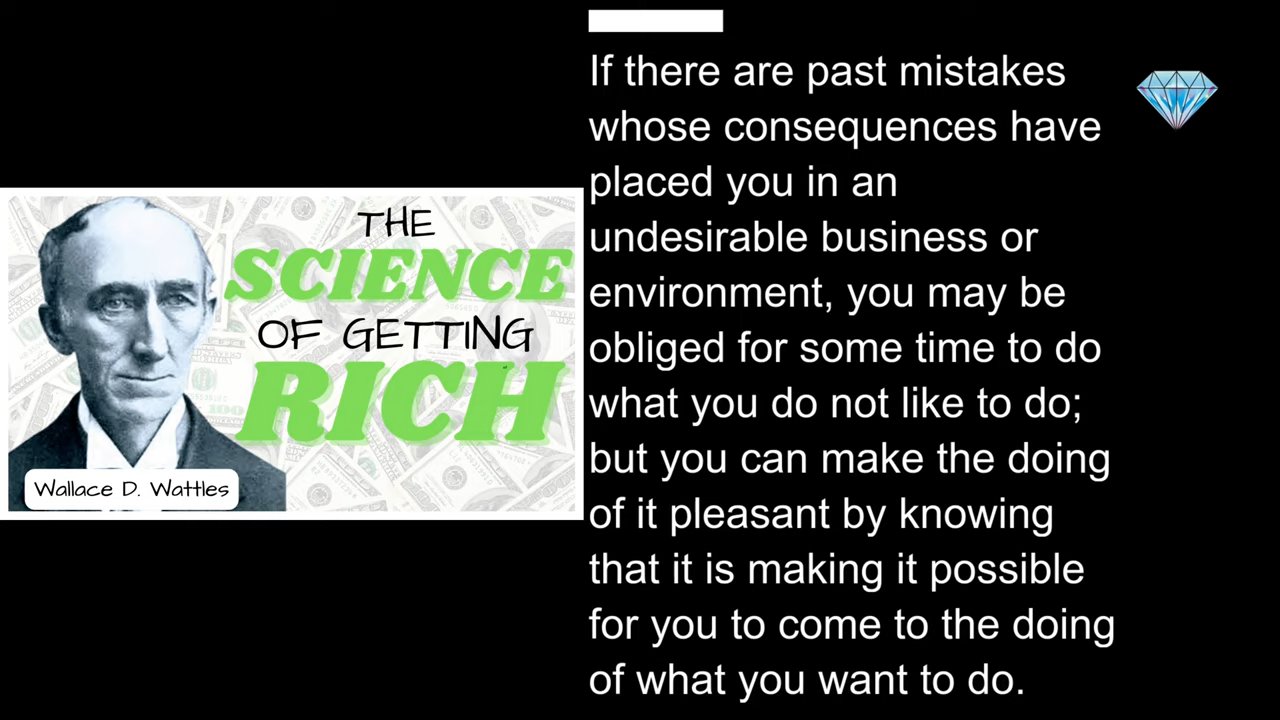 THE
SCIENCE
OF GETTING
RICH
Wallace D. Wattles
If there are past mistakes
whose consequences have
placed you in an
undesirable business or
environment, you may be
obliged for some time to do
what you do not like to do;
but you can make the doing
of it pleasant by knowing
that it is making it possible
for you to come to the doing
of what you want to do.